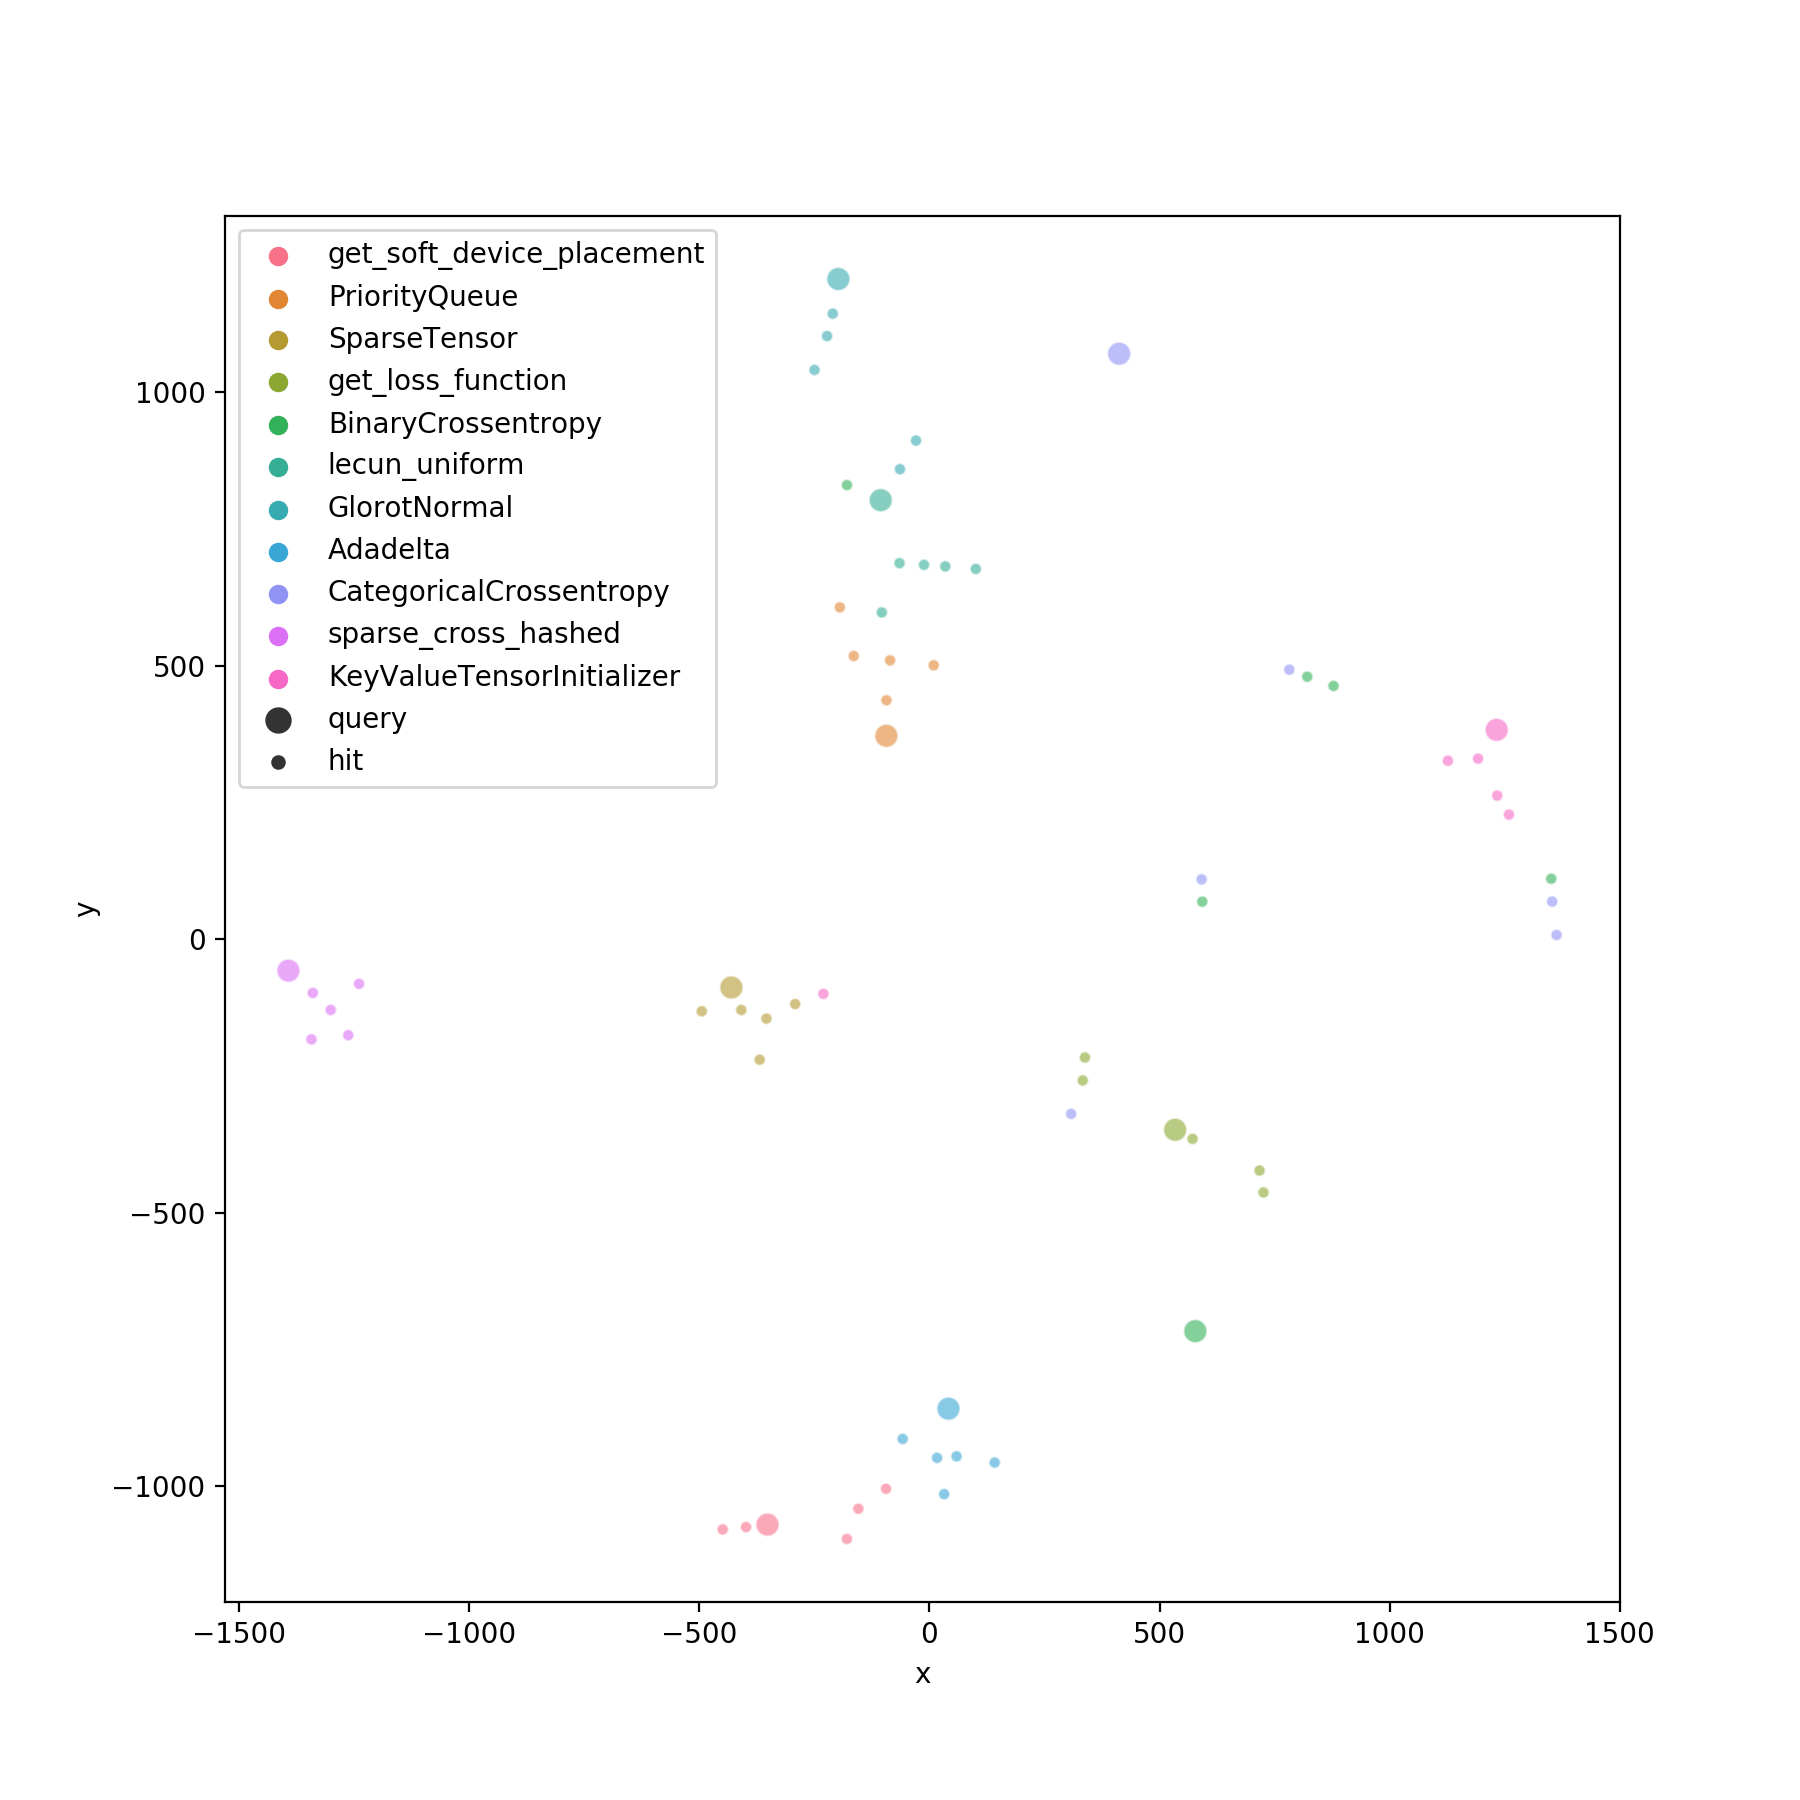 get_soft_device_placement
PriorityQueue
SparseTensor
get_loss_function
BinaryCrossentropy
lecun_uniform
GlorotNormal
Adadelta
CategoricalCrossentropy
sparse_cross_hashed
KeyValueTensorInitializer
query
hit
1000
500
0
−500
−1000
y
−1500 −1000 −500 0 500 1000 1500
x